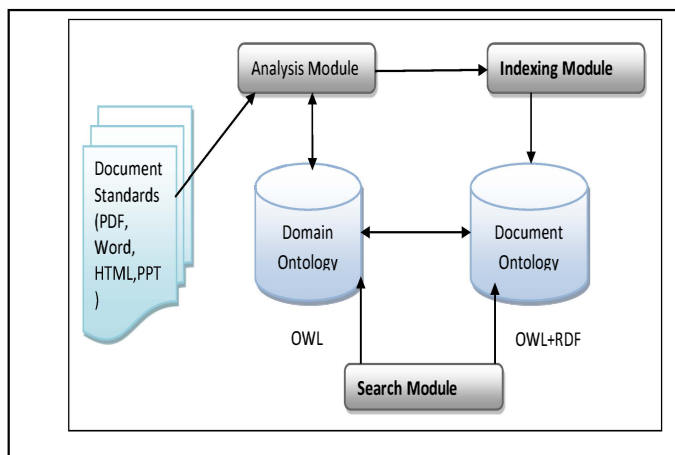 Analysis Module
Indexing Module
Document
Standards
(PDF,
Word,
HTML,PPT
)
Domain
Ontology
Document
Ontology
OWL
OWL+RDF
Search Module